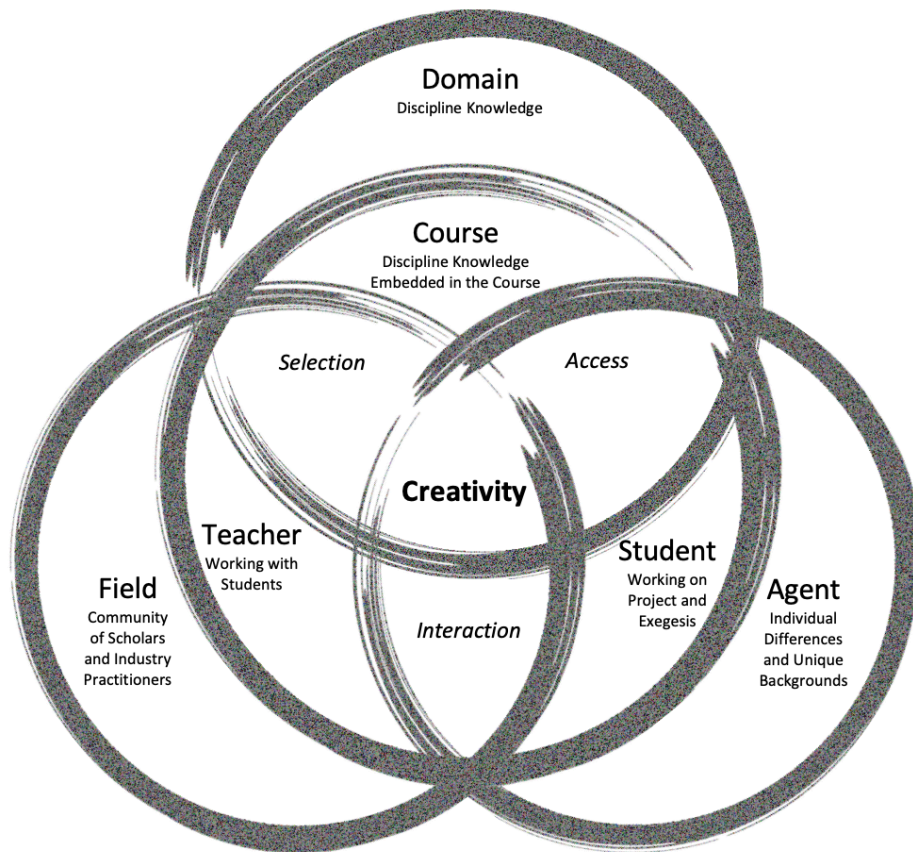 Domain
Discipline Knowledge
Course
Discipline Knowledge
Embedded in the Course
Selection
Access
Creativity
Teacher
Working with
Students
Student
Working on
Project and
Exegesis
Field
Community
of Scholars
and Industry
Practitioners
Agent
Individual
Differences
and Unique
Backgrounds
Interaction